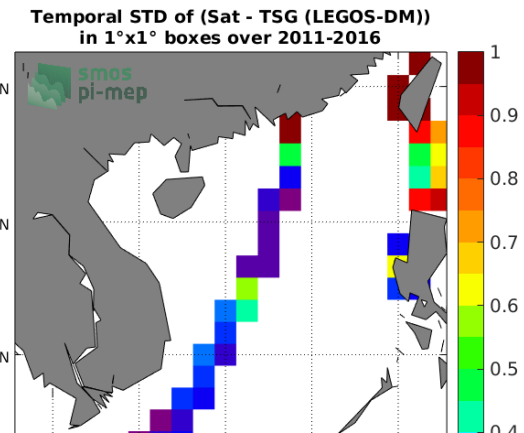 Temporal STD of (Sat - TSG (LEGOS-DM))
in 1°x1° boxes over 2011-2016
smos
pi-mep
N
N
N
1
0.9
0.8
0.7
0.6
0.5
0.4